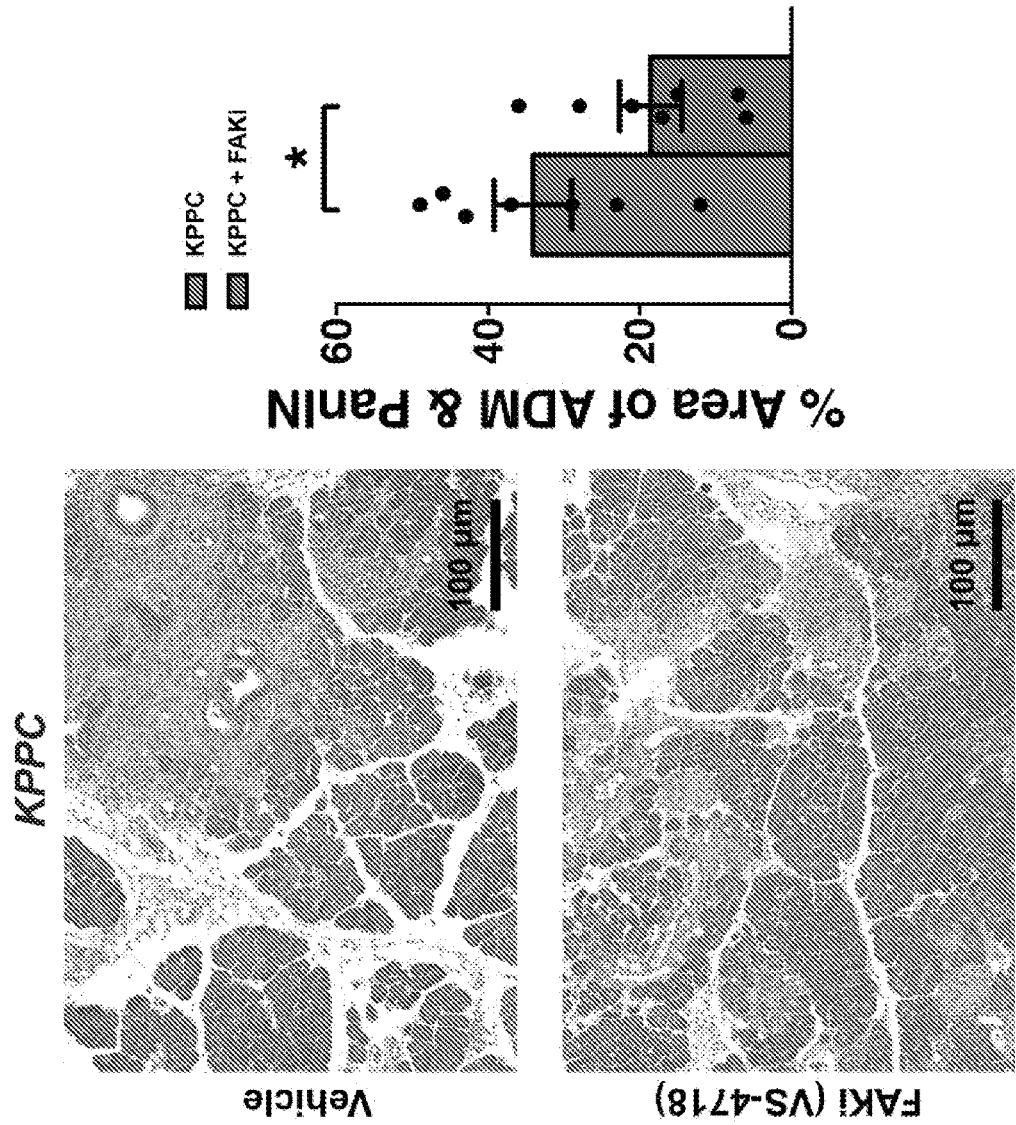 KPPC
Vehicle
100 µm
FAKi (VS-4718)
100 µm
KPPC
KPPC + FAKi
*
% Area of ADM & PanIN
60
40
20
0